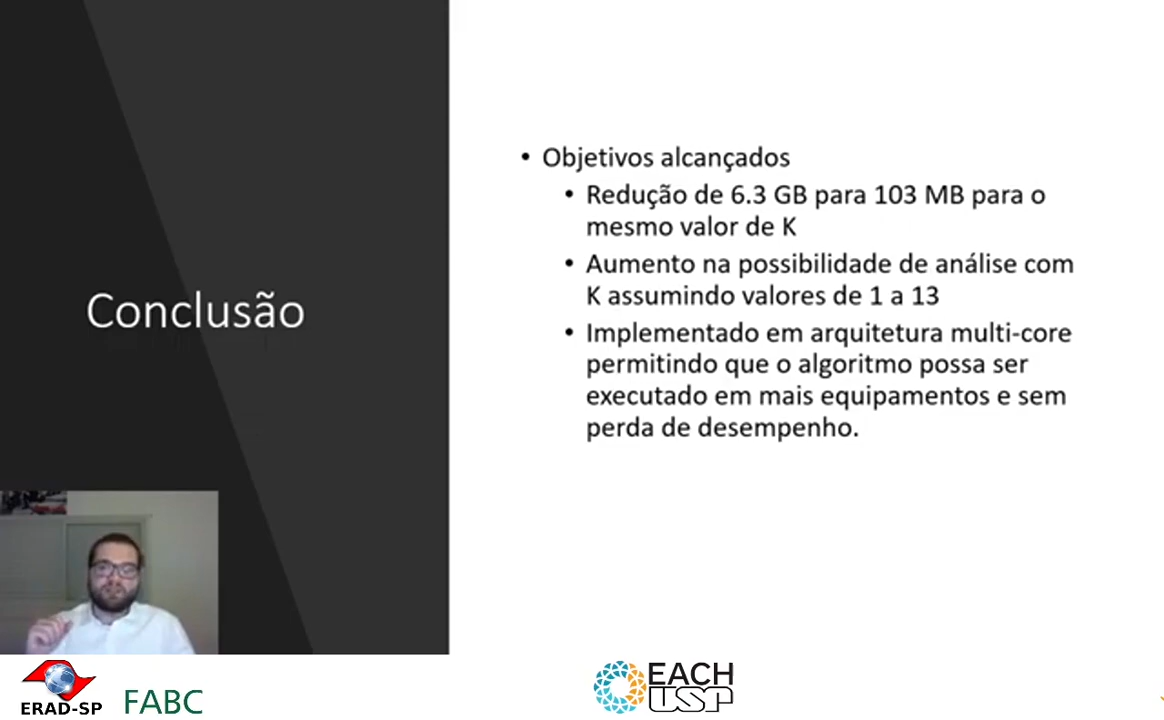 Conclusão
• Objetivos alcançados
• Redução de 6.3 GB para 103 MB para o
mesmo valor de K
• Aumento na possibilidade de análise com
K assumindo valores de 1 a 13
• Implementado em arquitetura multi-core
permitindo que o algoritmo possa ser
executado em mais equipamentos e sem
perda de desempenho.
ERAD-SP
FABC
EACH
USP